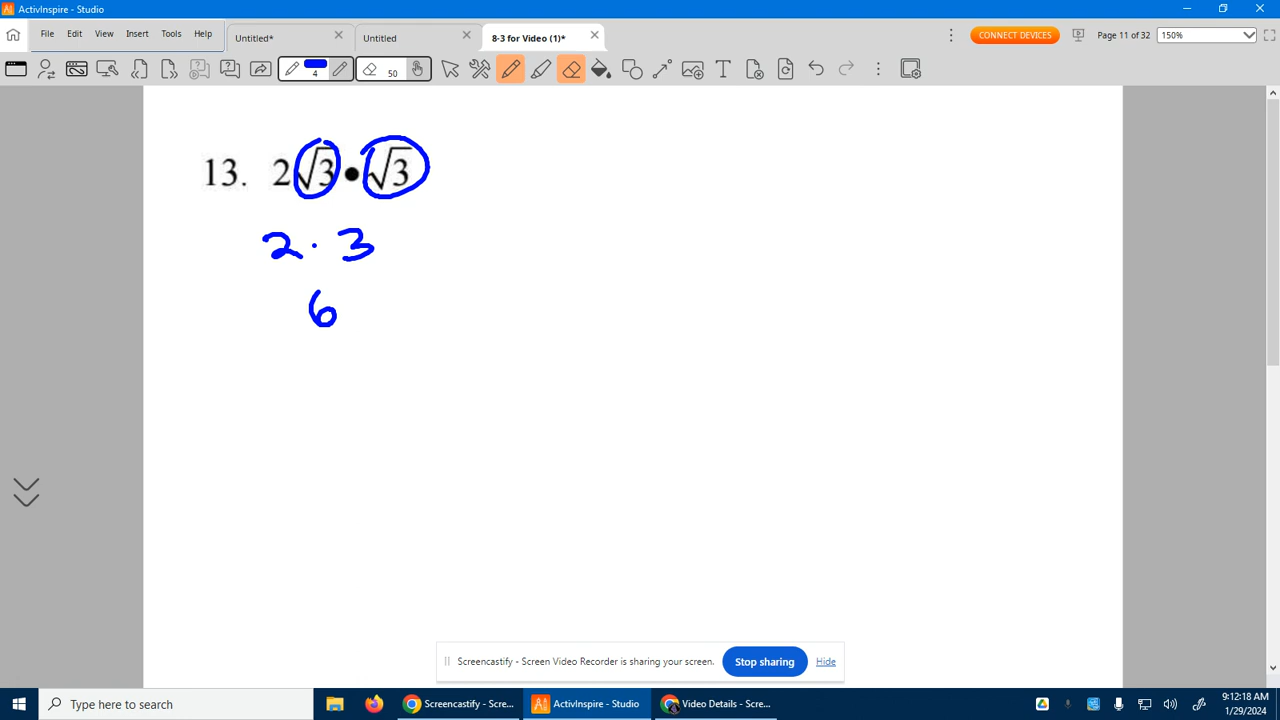 ActivInspire - Studio
File Edit View Insert Tools Help
Untitled*
Untitled
8-3 for Video (1)*
CONNECT DEVICES
Page 11 of 32
150%
4
50
13. 2√3 • √3
2 · 3
6
Screencastify - Screen Video Recorder is sharing your screen.
Stop sharing
Hide
Type here to search
Screencastify - Scre...
ActivInspire - Studio
Video Details - Scre...
9:12:18 AM
1/29/2024